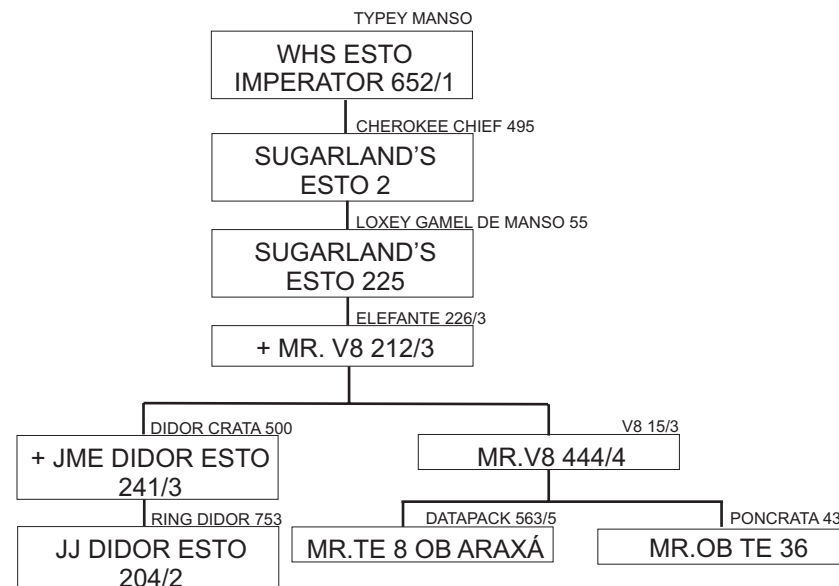 TYPEY MANSO
WHS ESTO
IMPERATOR 652/1
CHEROKEE CHIEF 495
SUGARLAND'S
ESTO 2
LOXEY GAMEL DE MANSO 55
SUGARLAND'S
ESTO 225
ELEFANTE 226/3
+ MR. V8 212/3
DIDOR CRATA 500
+ JME DIDOR ESTO
241/3
V8 15/3
MR.V8 444/4
RING DIDOR 753
JJ DIDOR ESTO
204/2
DATAPACK 563/5
MR.TE 8 OB ARAXÁ
PONCRATA 43
MR.OB TE 36